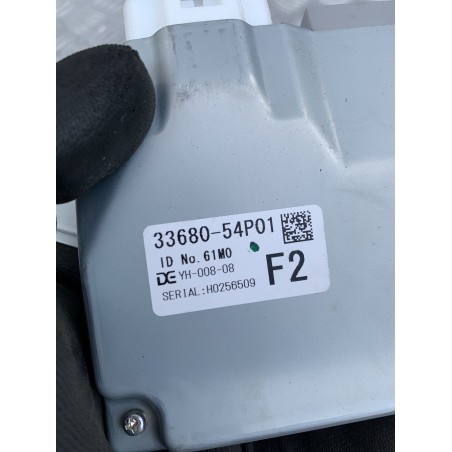 33680-54P01
ID No.61M0
DE YH-008-08
F2
SERIAL:H0256509